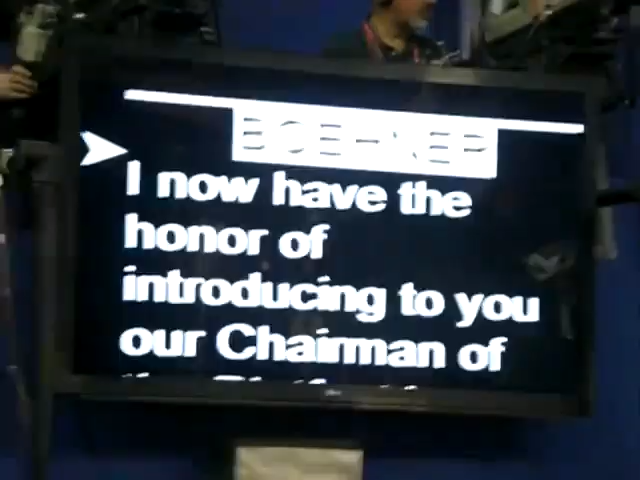 BOEHNER
I now have the
honor of
introducing to you
our Chairman of